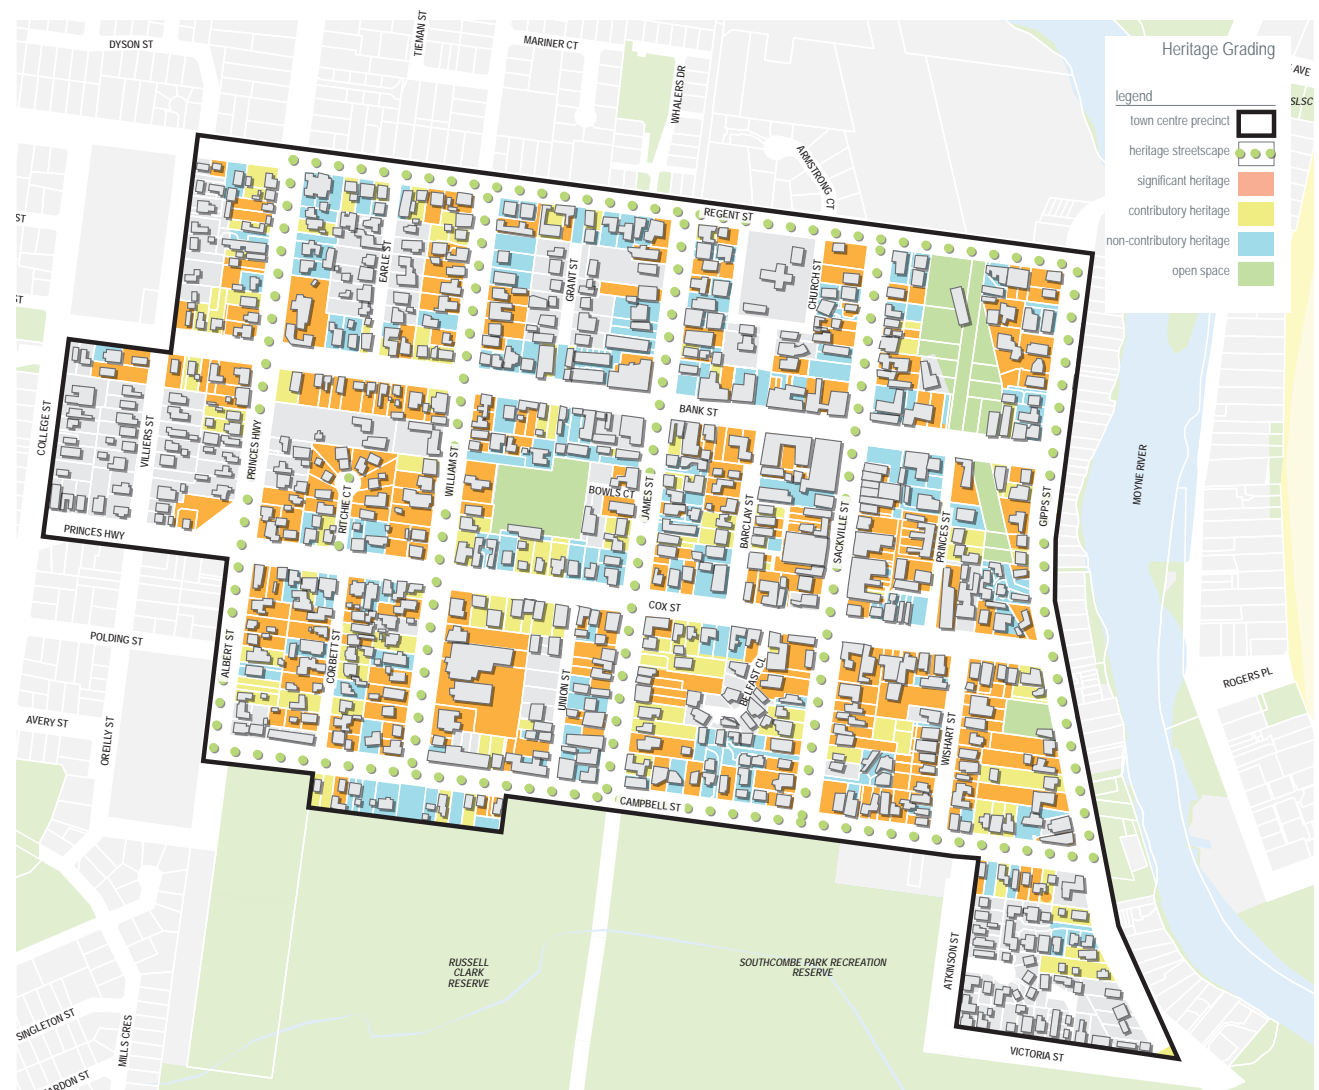 DYSON ST
TIEMAN ST
MARINER CT
WHALERS DR
ARMSTRONG CT
Heritage Grading
legend
town centre precinct
heritage streetscape
significant heritage
contributory heritage
non-contributory heritage
open space
AVE
SLSC
ST
ST
REGENT ST
EARLE ST
GRANT ST
CHURCH ST
BANK ST
COLLEGE ST
VILLIERS ST
PRINCES HWY
WILLIAM ST
RITCHIE CT
BOWLS CT
JAMES ST
BARCLAY ST
SACKVILLE ST
PRINCES ST
GIPPS ST
MOYNE RIVER
PRINCES HWY
COX ST
POLDING ST
ALBERT ST
CORBETT ST
UNION ST
BELFAST CL
WISHART ST
ROGERS PL
AVERY ST
OREILLY ST
CAMPBELL ST
RUSSELL
CLARK
RESERVE
SOUTHCOMBE PARK RECREATION
RESERVE
ATKINSON ST
SINGLETON ST
MILLS CRES
ARDON ST
VICTORIA ST